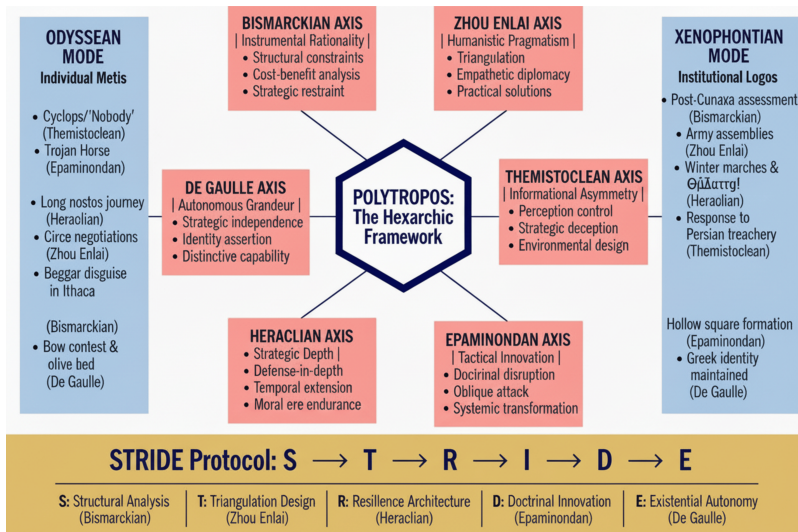 ODYSSEAN
MODE
Individual Metis
• Cyclops/'Nobody'
(Themistoclean)
• Trojan Horse
(Epaminondan)
Long nostos journey
(Heraclian)
• Circe negotiations
(Zhou Enlai)
• Beggar disguise
in Ithaca
(Bismarckian)
• Bow contest &
olive bed
(De Gaulle)
BISMARCKIAN AXIS
| Instrumental Rationality |
• Structural constraints
• Cost-benefit analysis
• Strategic restraint
ZHOU ENLAI AXIS
| Humanistic Pragmatism |
• Triangulation
• Empathetic diplomacy
• Practical solutions
DE GAULLE AXIS
| Autonomous Grandeur |
• Strategic independence
• Identity assertion
• Distinctive capability
POLYTROPOS:
The Hexarchic
Framework
THEMISTOCLEAN AXIS
| Informational Asymmetry |
• Perception control
• Strategic deception
• Environmental design
HERACLIAN AXIS
• Strategic Depth |
• Defense-in-depth
• Temporal extension
• Moral ere endurance
EPAMINONDAN AXIS
| Tactical Innovation |
• Docirinal disruption
• Oblique attack
• Systemic transformation
XENOPHONTIAN
MODE
Institutional Logos
• Post-Cunaxa assessment
(Bismarckian)
• Army assemblies
(Zhou Enlai)
• Winter marches &
(Heraolian)
• Response to
Persian treachery
(Themistoclean)
Hollow square formation
(Epaminondan)
• Greek identity
maintained
(De Gaulle)
STRIDE Protocol: S → T → R → I → D → E
S: Structural Analysis
(Bismarckian)
T: Triangulation Design
(Zhou Enlai)
R: Resillence Architecture
(Heraclian)
D: Doctrinal Innovation
(Epaminondan)
E: Existential Autonomy
(De Gaulle)